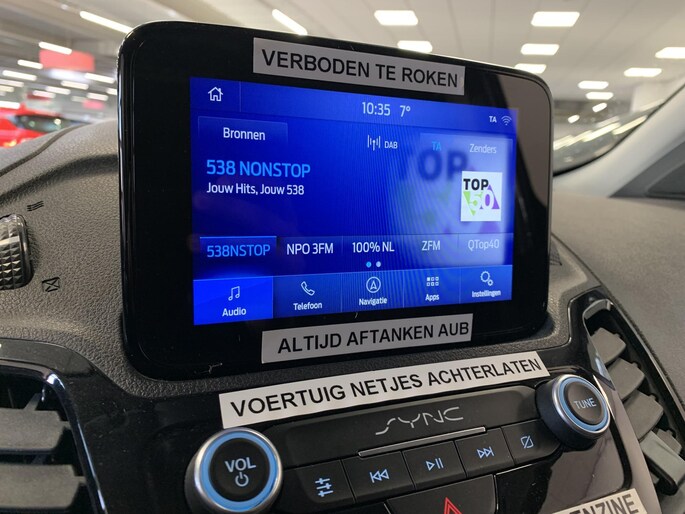 VERBODEN TE ROKEN
10:35 7°
TA
Bronnen
DAB
TA
Zenders
538 NONSTOP
Jouw Hits, Jouw 538
TOP
50
538NSTOP
NPO 3FM
100% NL
ZFM
QTop40
Audio
Telefoon
Navigatie
Apps
Instellingen
ALTIJD AFTANKEN AUB
VOERTUIG NETJES ACHTERLATEN
SYNC
VOL
TUNE